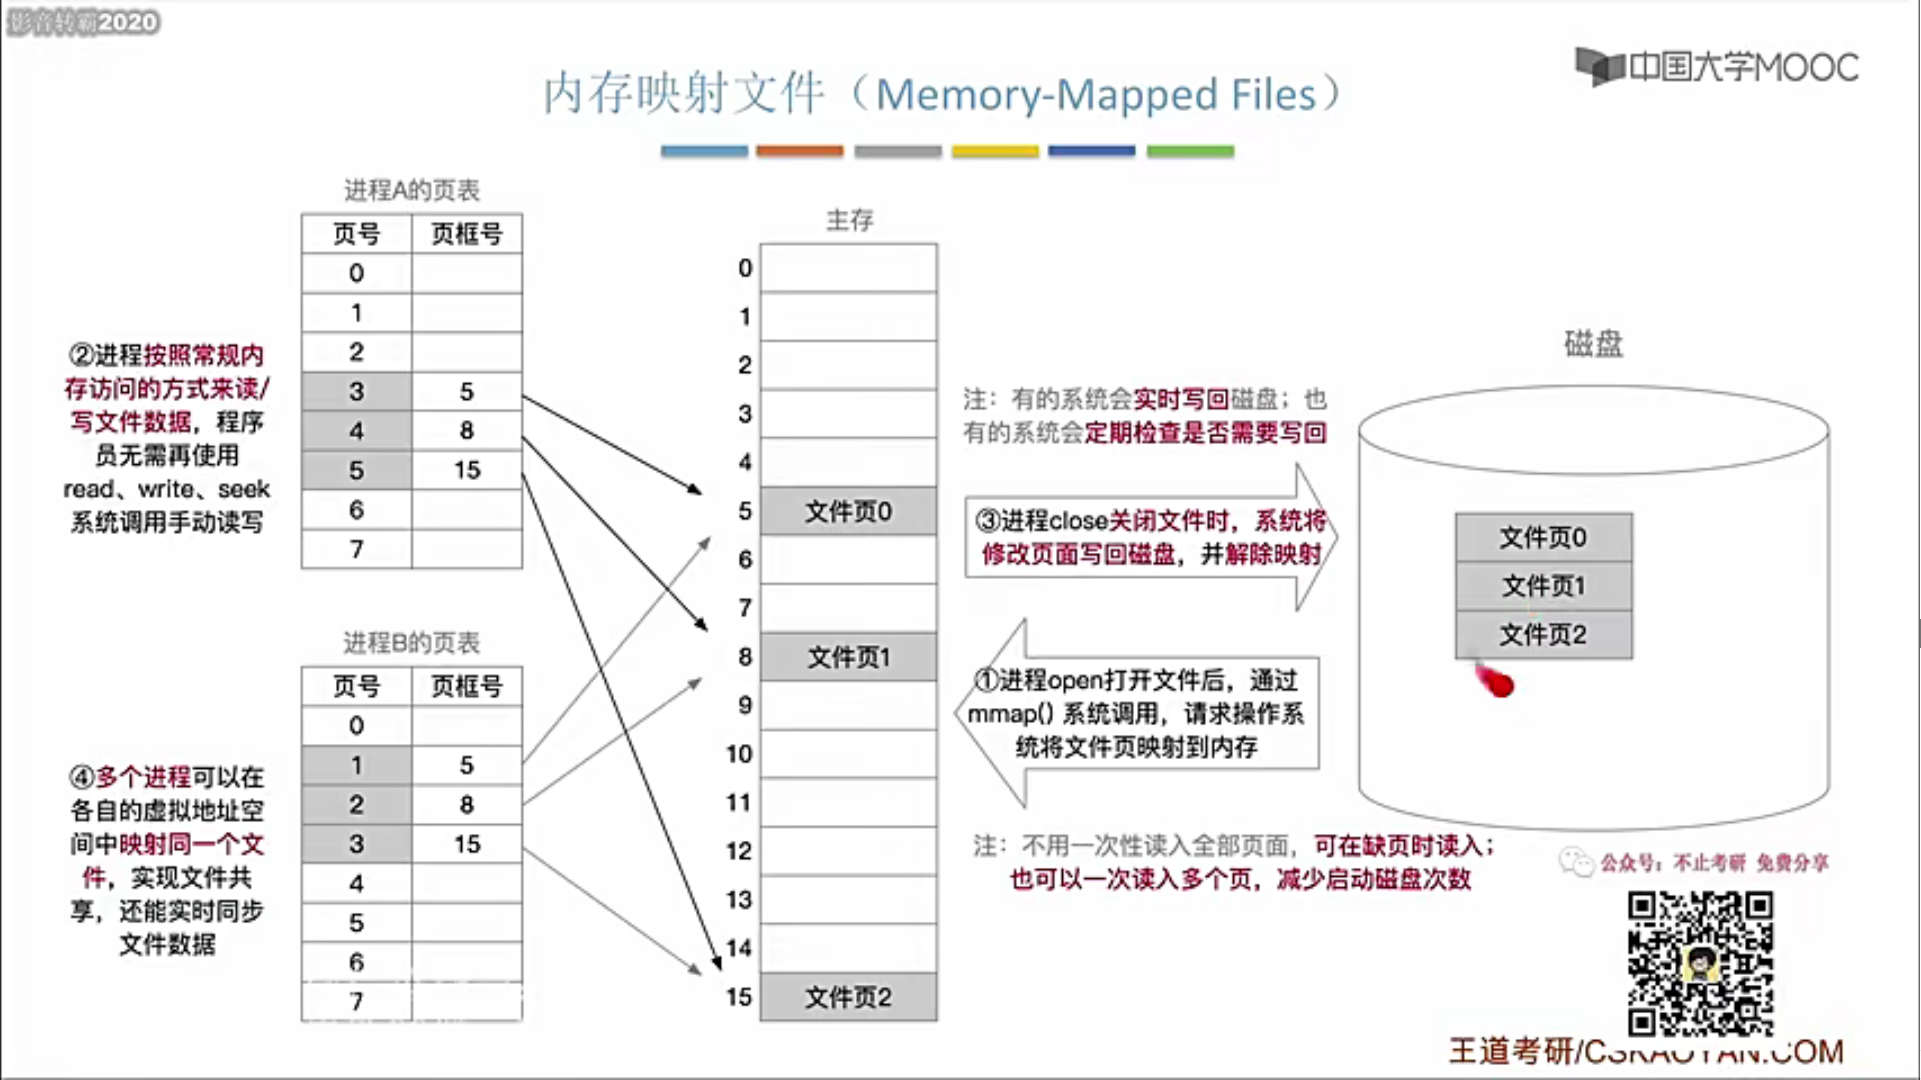 影音转霸2020
中国大学MOOC
内存映射文件（Memory-Mapped Files）
进程A的页表
页号 页框号
0
1
2
3 5
4 8
5 15
6
7
②进程按照常规内
存访问的方式来读/
写文件数据，程序
员无需再使用
read、write、seek
系统调用手动读写
进程B的页表
页号 页框号
0
1 5
2 8
3 15
4
5
6
7
④多个进程可以在
各自的虚拟地址空
间中映射同一个文
件，实现文件共
享，还能实时同步
文件数据
主存
0
1
2
3
4
5 文件页0
6
7
8 文件页1
9
10
11
12
13
14
15 文件页2
注：有的系统会实时写回磁盘；也
有的系统会定期检查是否需要写回
③进程close关闭文件时，系统将
修改页面写回磁盘，并解除映射
①进程open打开文件后，通过
mmap() 系统调用，请求操作系
统将文件页映射到内存
注：不用一次性读入全部页面，可在缺页时读入；
也可以一次读入多个页，减少启动磁盘次数
磁盘
文件页0
文件页1
文件页2
公众号：不止考研 免费分享
王道考研/CSKAOYAN.COM